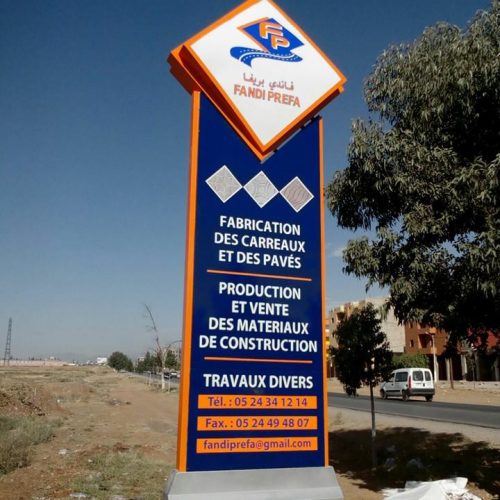 FP
فاندي بريفا
FANDI PREFA
FABRICATION
DES CARREAUX
ET DES PAVÉS
PRODUCTION
ET VENTE
DES MATERIAUX
DE CONSTRUCTION
TRAVAUX DIVERS
Tél. : 05 24 34 12 14
Fax. : 05 24 49 48 07
fandiprefa@gmail.com